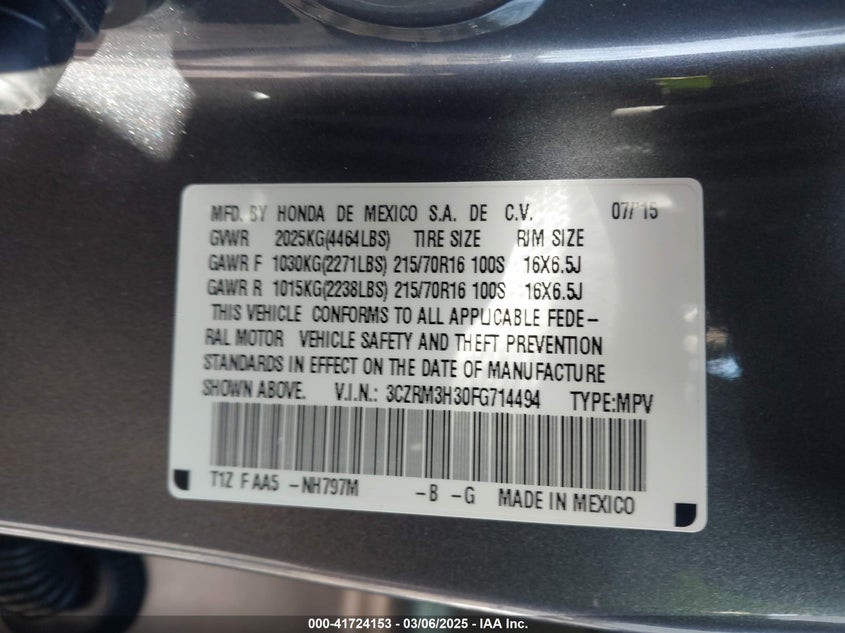 MFD. BY HONDA DE MEXICO S.A. DE C.V. 07/15
GVWR 2025KG(4464LBS) TIRE SIZE RIM SIZE
GAWR F 1030KG(2271LBS) 215/70R16 100S 16X6.5J
GAWR R 1015KG(2238LBS) 215/70R16 100S 16X6.5J
THIS VEHICLE CONFORMS TO ALL APPLICABLE FEDE-
RAL MOTOR VEHICLE SAFETY AND THEFT PREVENTION
STANDARDS IN EFFECT ON THE DATE OF MANUFACTURE
SHOWN ABOVE. V.I.N.: 3CZRM3H30FG714494 TYPE:MPV
T1Z F AA5 -NH797M -B -G MADE IN MEXICO
000-41724153 - 03/06/2025 - IAA Inc.